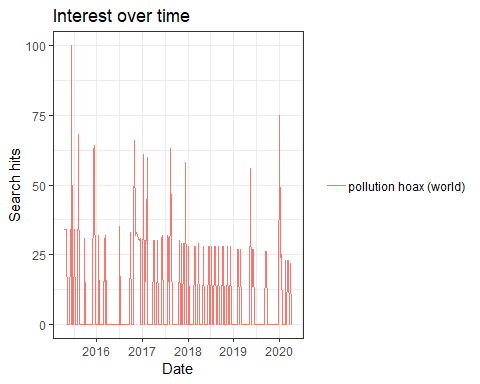 Interest over time
Search hits
100
75
50
25
0
2016 2017 2018 2019 2020
Date
pollution hoax (world)